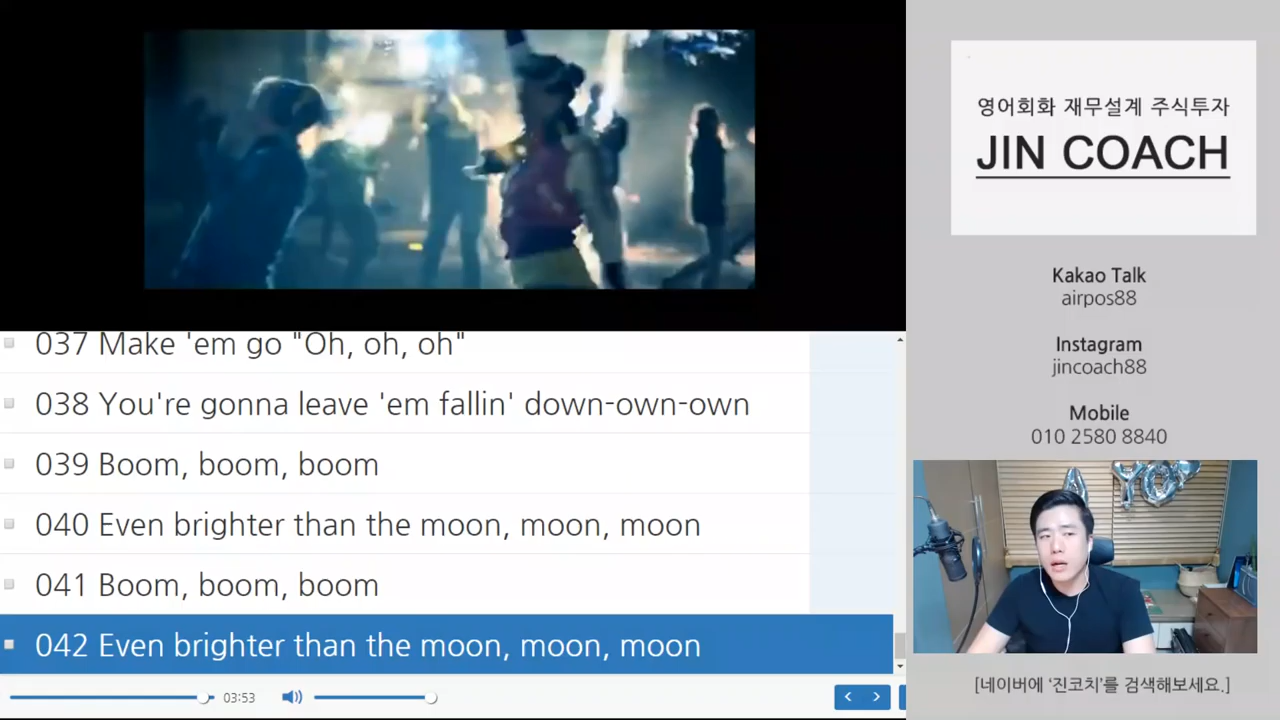 037 Make 'em go "Oh, oh, oh"
038 You're gonna leave 'em fallin' down-own-own
039 Boom, boom, boom
040 Even brighter than the moon, moon, moon
041 Boom, boom, boom
042 Even brighter than the moon, moon, moon
03:53
영어회화 재무설계 주식투자
JIN COACH
Kakao Talk
airpos88
Instagram
jincoach88
Mobile
010 2580 8840
A YOP
[네이버에 '진코치'를 검색해보세요.]